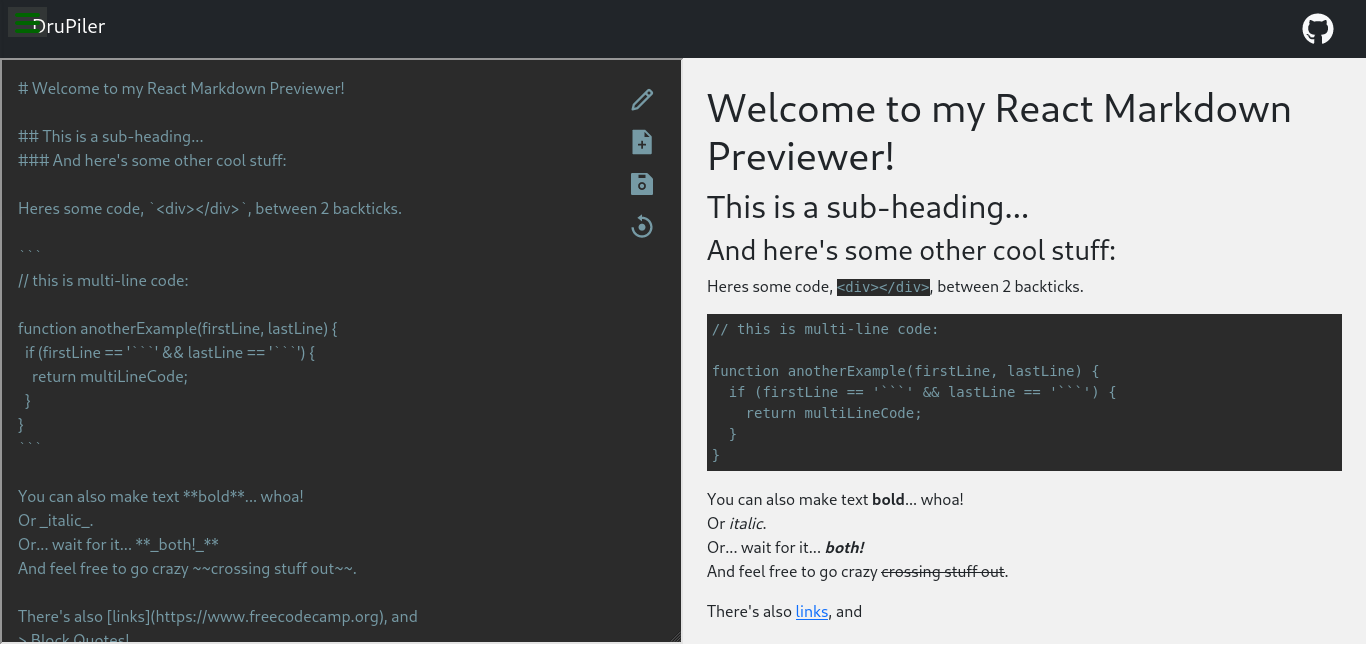 DruPiler
# Welcome to my React Markdown Previewer!
## This is a sub-heading...
### And here's some other cool stuff:
Heres some code, `<div></div>`, between 2 backticks.
```
// this is multi-line code:
function anotherExample(firstLine, lastLine) {
  if (firstLine == '```' && lastLine == '```') {
    return multiLineCode;
  }
}
```
You can also make text **bold**... whoa!
Or _italic_.
Or... wait for it... **_both!_**
And feel free to go crazy ~~crossing stuff out~~.
There's also [links](https://www.freecodecamp.org), and
> Block Quotes!
Welcome to my React Markdown
Previewer!
This is a sub-heading...
And here's some other cool stuff:
Heres some code, <div></div>, between 2 backticks.
// this is multi-line code:
function anotherExample(firstLine, lastLine) {
  if (firstLine == '```' && lastLine == '```') {
    return multiLineCode;
  }
}
You can also make text bold... whoa!
Or italic.
Or... wait for it... both!
And feel free to go crazy crossing stuff out.
There's also links, and